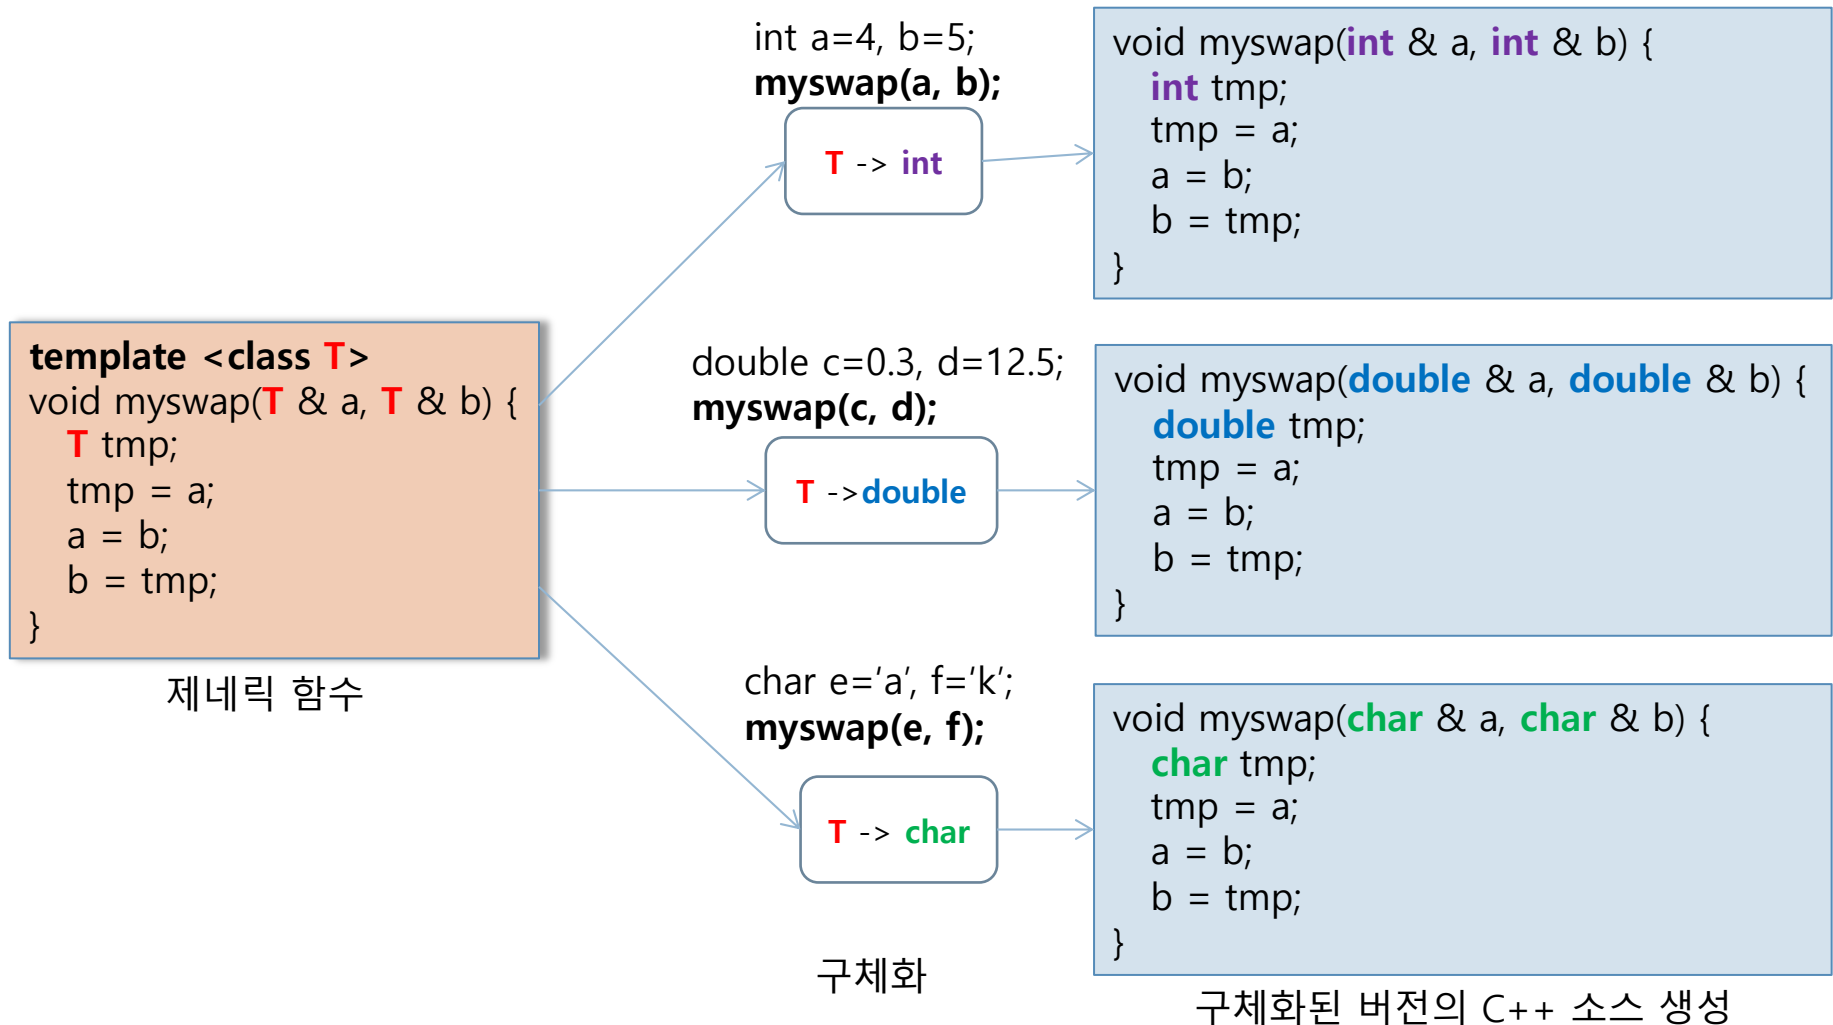 template <class T>
void myswap(T & a, T & b) {
T tmp;
tmp = a;
a = b;
b = tmp;
}
제네릭 함수
int a=4, b=5;
myswap(a, b);
T -> int
double c=0.3, d=12.5;
myswap(c, d);
T ->double
char e=‘a’, f=‘k’;
myswap(e, f);
T -> char
구체화
void myswap(int & a, int & b) {
int tmp;
tmp = a;
a = b;
b = tmp;
}
void myswap(double & a, double & b) {
double tmp;
tmp = a;
a = b;
b = tmp;
}
void myswap(char & a, char & b) {
char tmp;
tmp = a;
a = b;
b = tmp;
}
구체화된 버전의 C++ 소스 생성